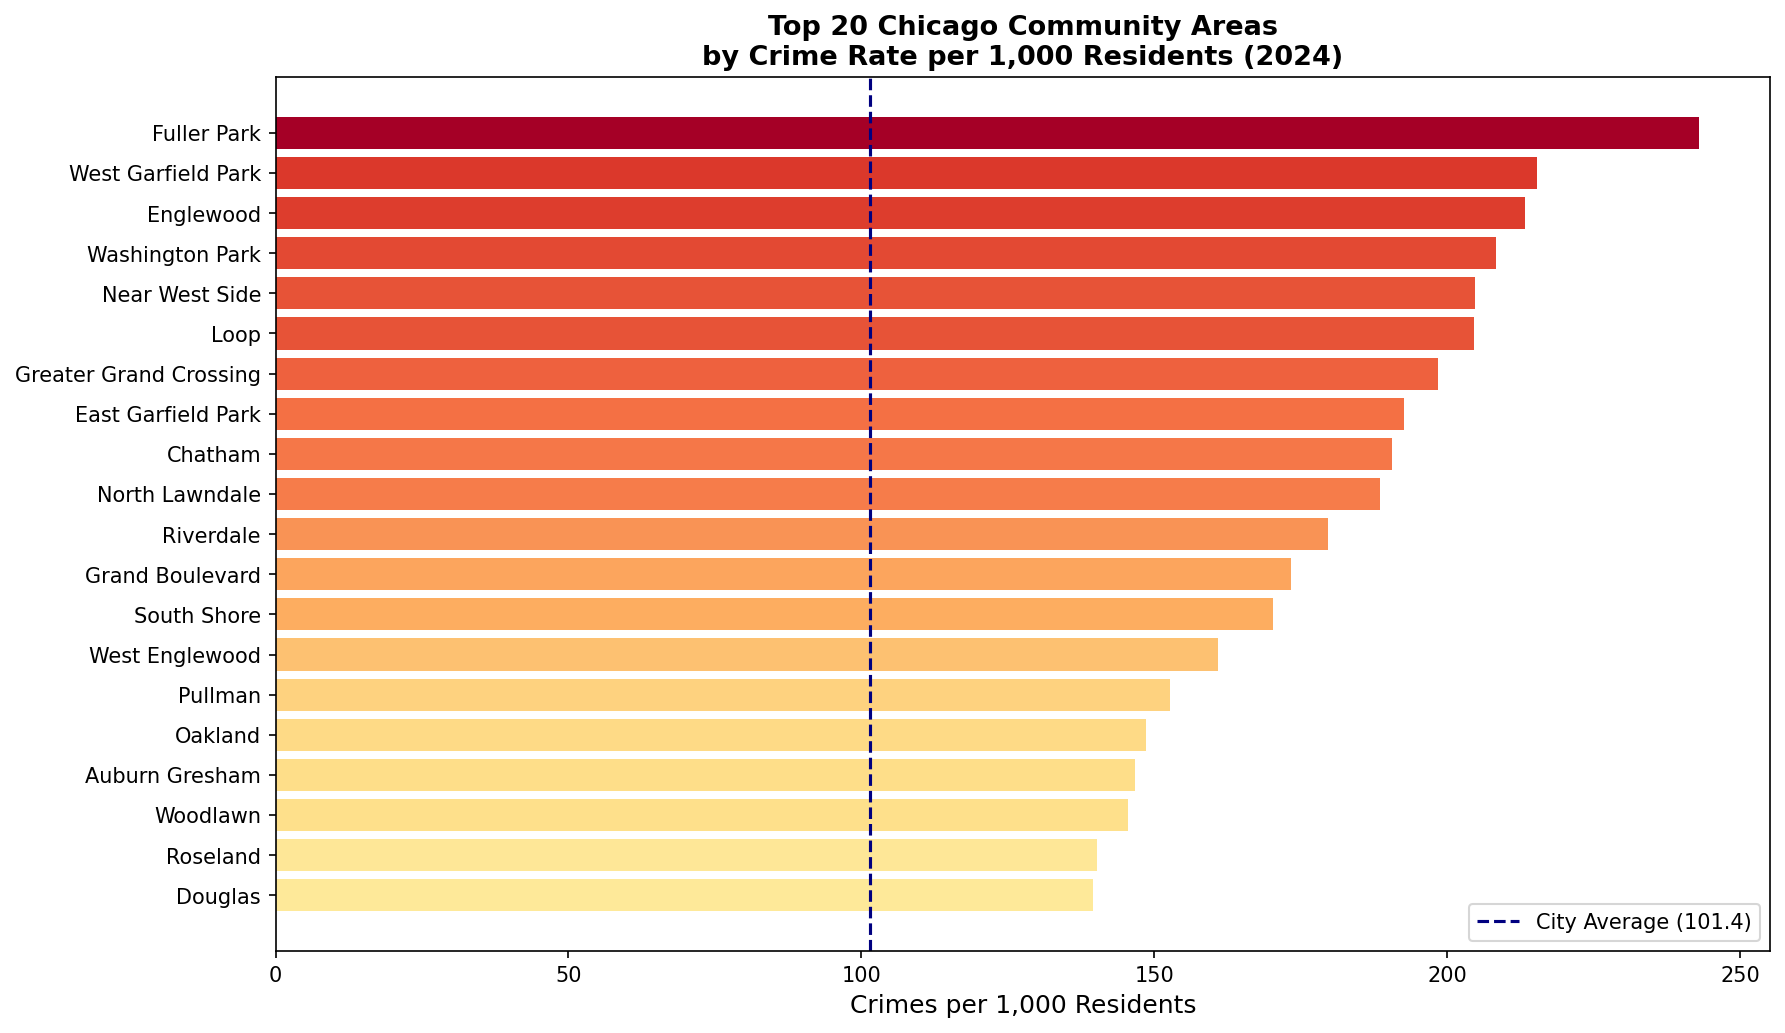 Top 20 Chicago Community Areas
by Crime Rate per 1,000 Residents (2024)
Fuller Park
West Garfield Park
Englewood
Washington Park
Near West Side
Loop
Greater Grand Crossing
East Garfield Park
Chatham
North Lawndale
Riverdale
Grand Boulevard
South Shore
West Englewood
Pullman
Oakland
Auburn Gresham
Woodlawn
Roseland
Douglas
City Average (101.4)
0 50 100 150 200 250
Crimes per 1,000 Residents